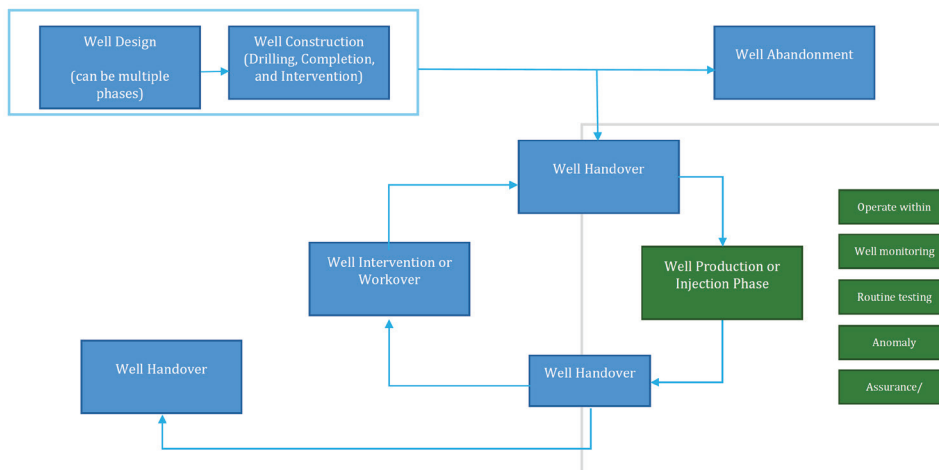 Well Design
(can be multiple
phases)
Well Construction
(Drilling, Completion,
and Intervention)
Well Abandonment
Well Handover
Operate within
Well monitoring
Well Intervention or
Workover
Well Production or
Injection Phase
Routine testing
Anomaly
Well Handover
Well Handover
Assurance/